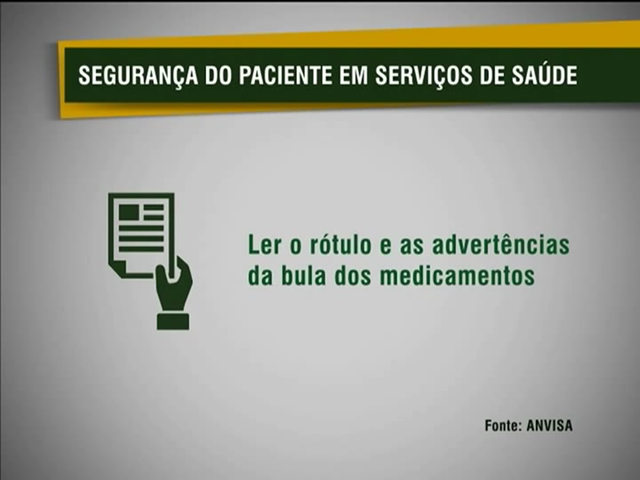 SEGURANÇA DO PACIENTE EM SERVIÇOS DE SAÚDE
Ler o rótulo e as advertências
da bula dos medicamentos
Fonte: ANVISA